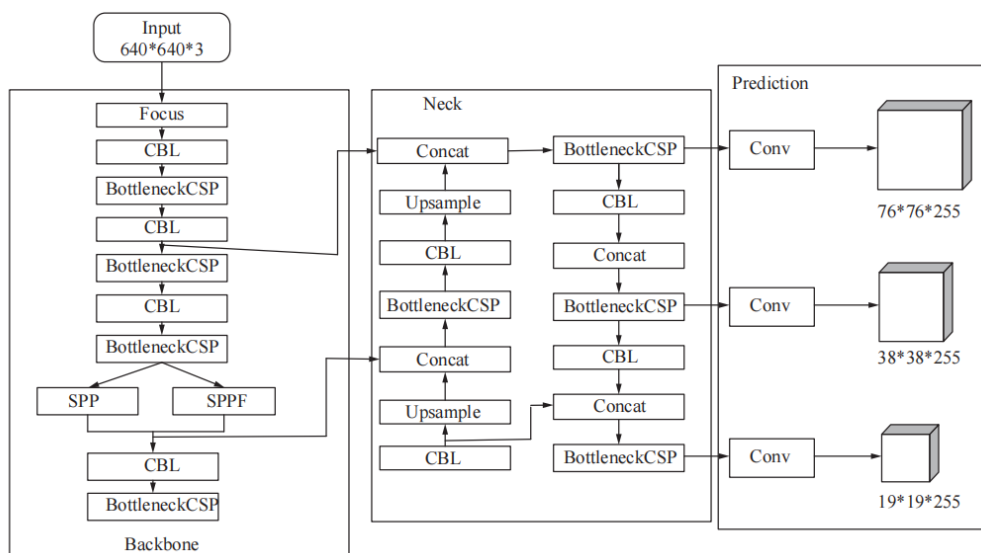 Input
640*640*3
Focus
CBL
BottleneckCSP
CBL
BottleneckCSP
CBL
BottleneckCSP
SPP
SPPF
CBL
BottleneckCSP
Backbone
Neck
Concat
Upsample
CBL
BottleneckCSP
Concat
Upsample
CBL
BottleneckCSP
CBL
Concat
BottleneckCSP
CBL
Concat
BottleneckCSP
Prediction
Conv
76*76*255
Conv
38*38*255
Conv
19*19*255